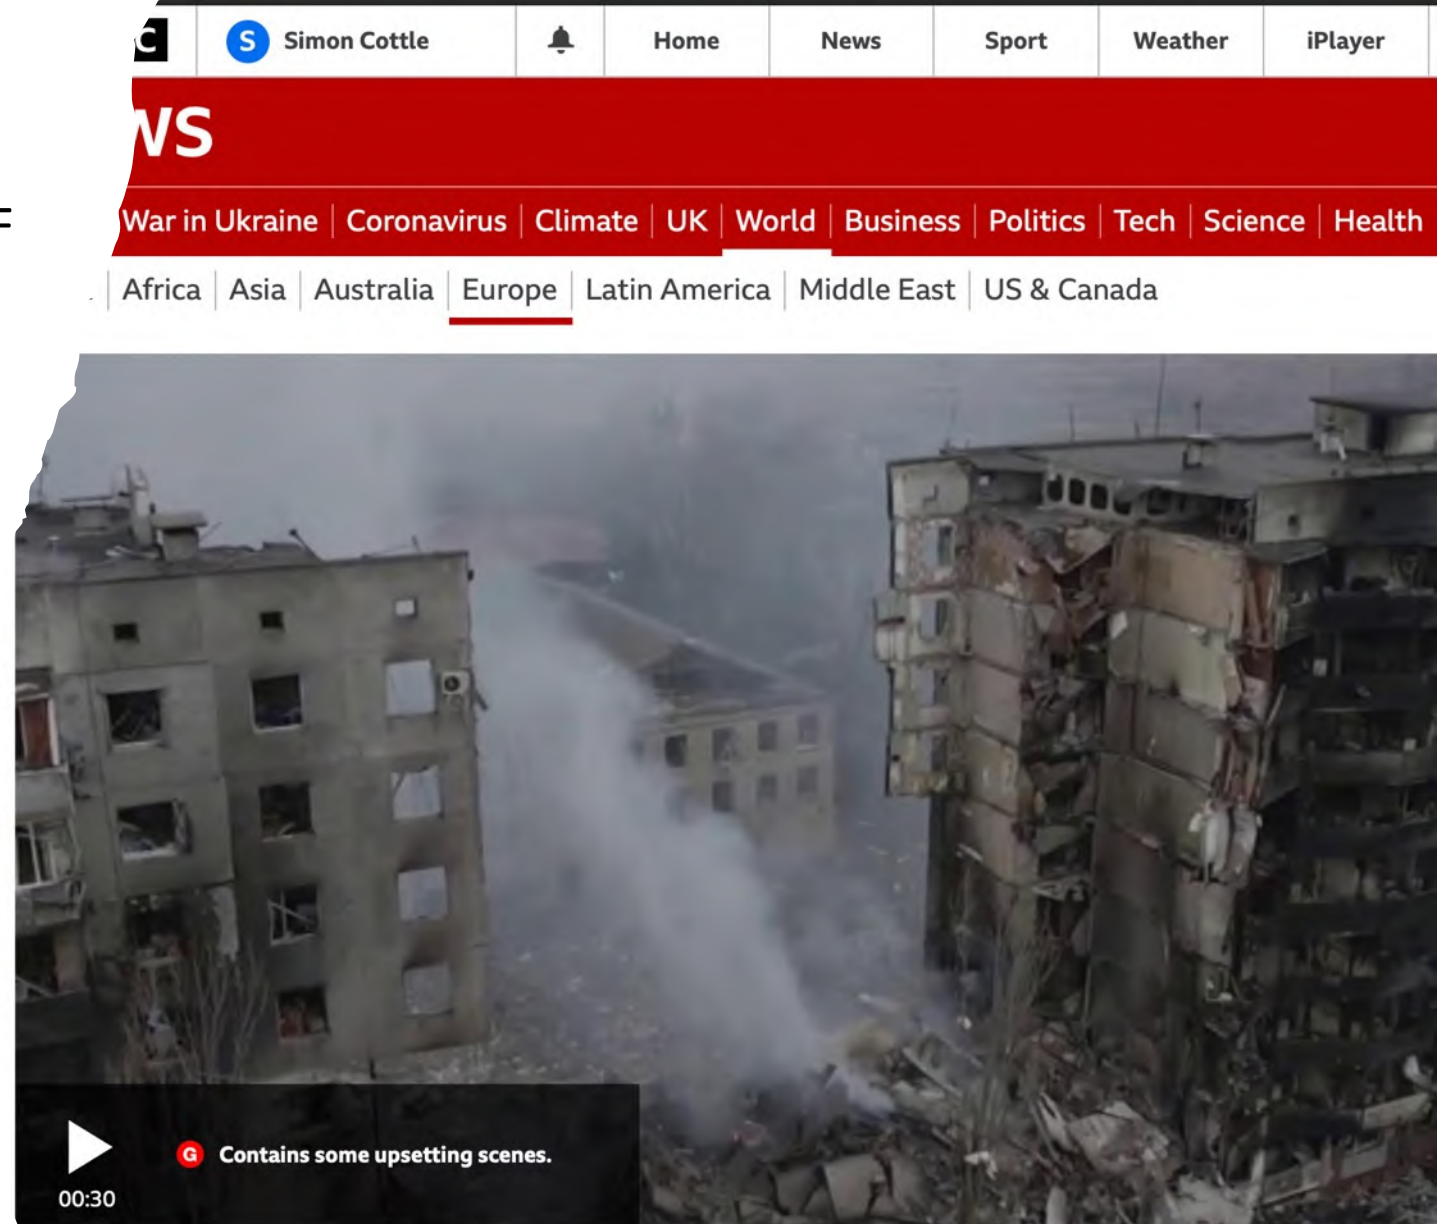 C S Simon Cottle Home News Sport Weather iPlayer
WS
War in Ukraine Coronavirus Climate UK World Business Politics Tech Science Health
Africa Asia Australia Europe Latin America Middle East US & Canada
G Contains some upsetting scenes.
00:30